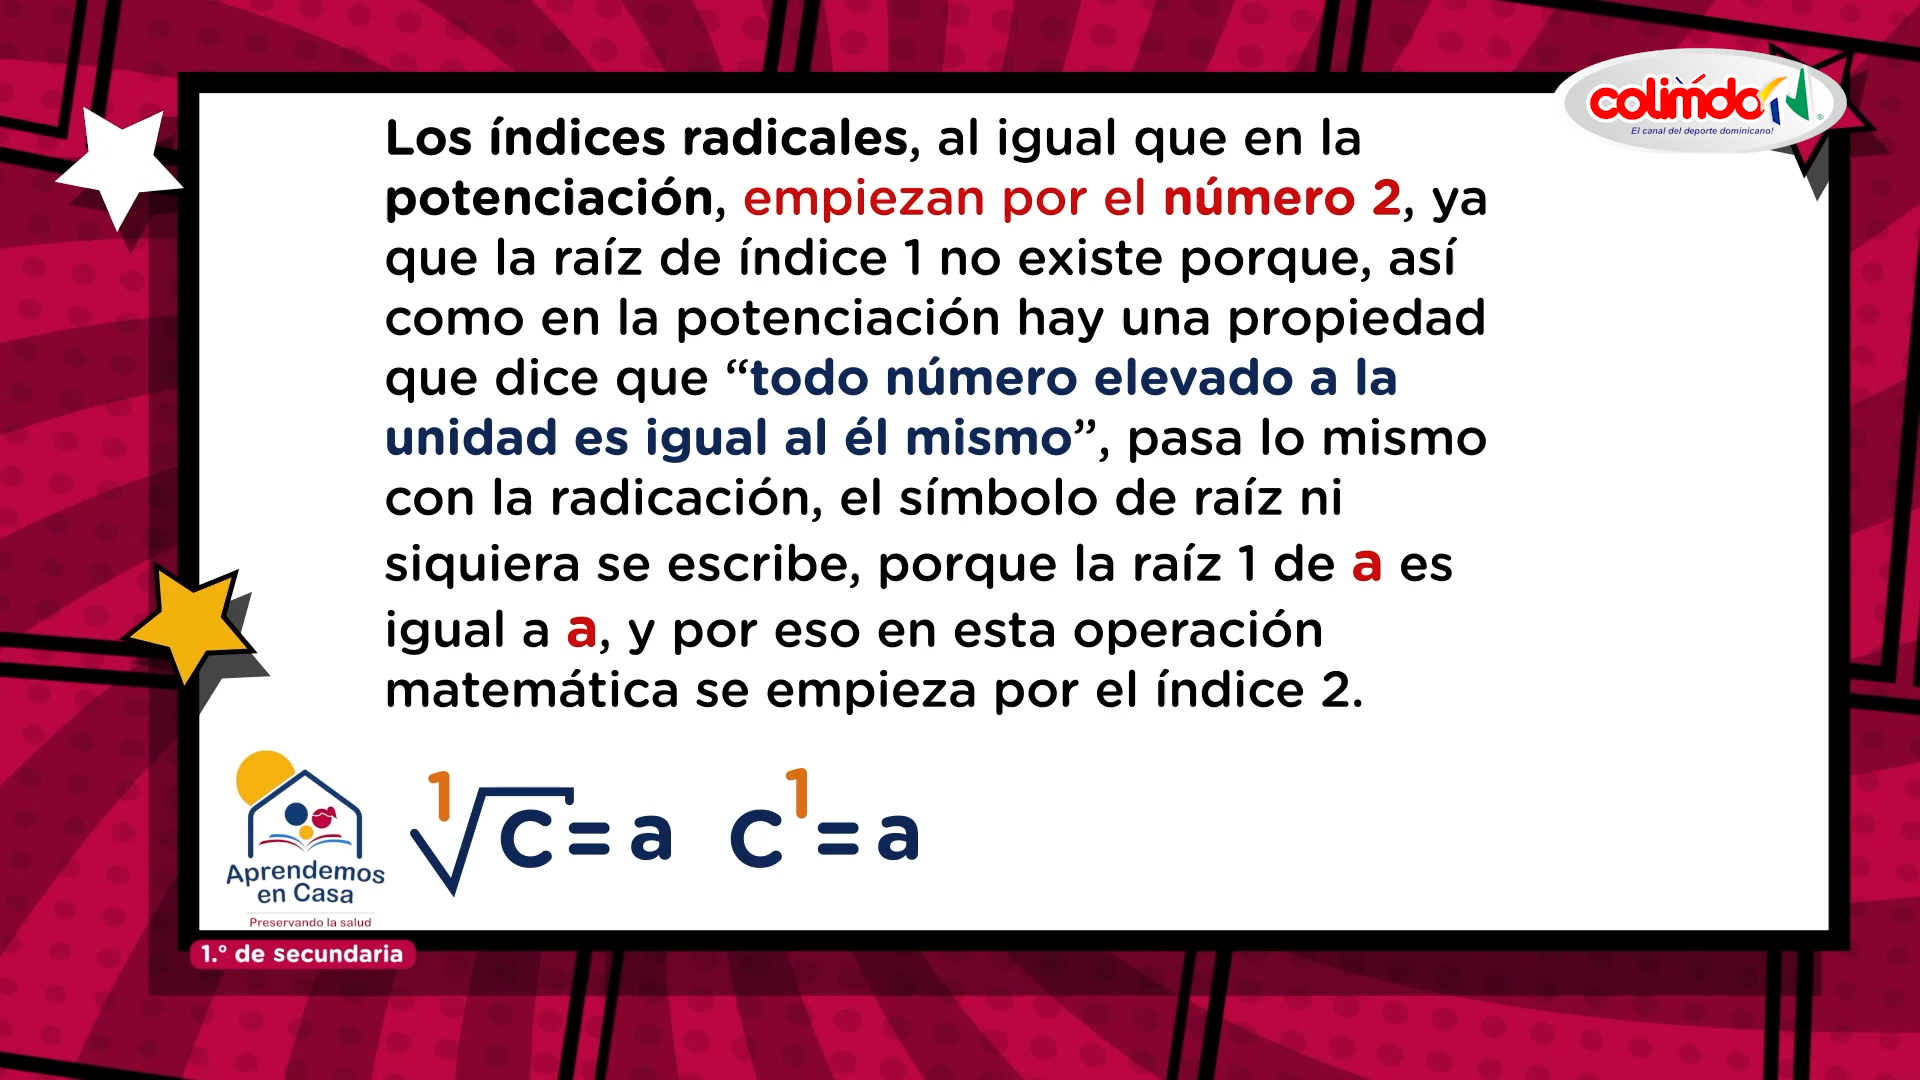 colimdo
El canal del deporte dominicano!
Los índices radicales, al igual que en la
potenciación, empiezan por el número 2, ya
que la raíz de índice 1 no existe porque, así
como en la potenciación hay una propiedad
que dice que “todo número elevado a la
unidad es igual al él mismo”, pasa lo mismo
con la radicación, el símbolo de raíz ni
siquiera se escribe, porque la raíz 1 de a es
igual a a, y por eso en esta operación
matemática se empieza por el índice 2.
¹√C = a   C¹ = a
Aprendemos
en Casa
Preservando la salud
1.° de secundaria